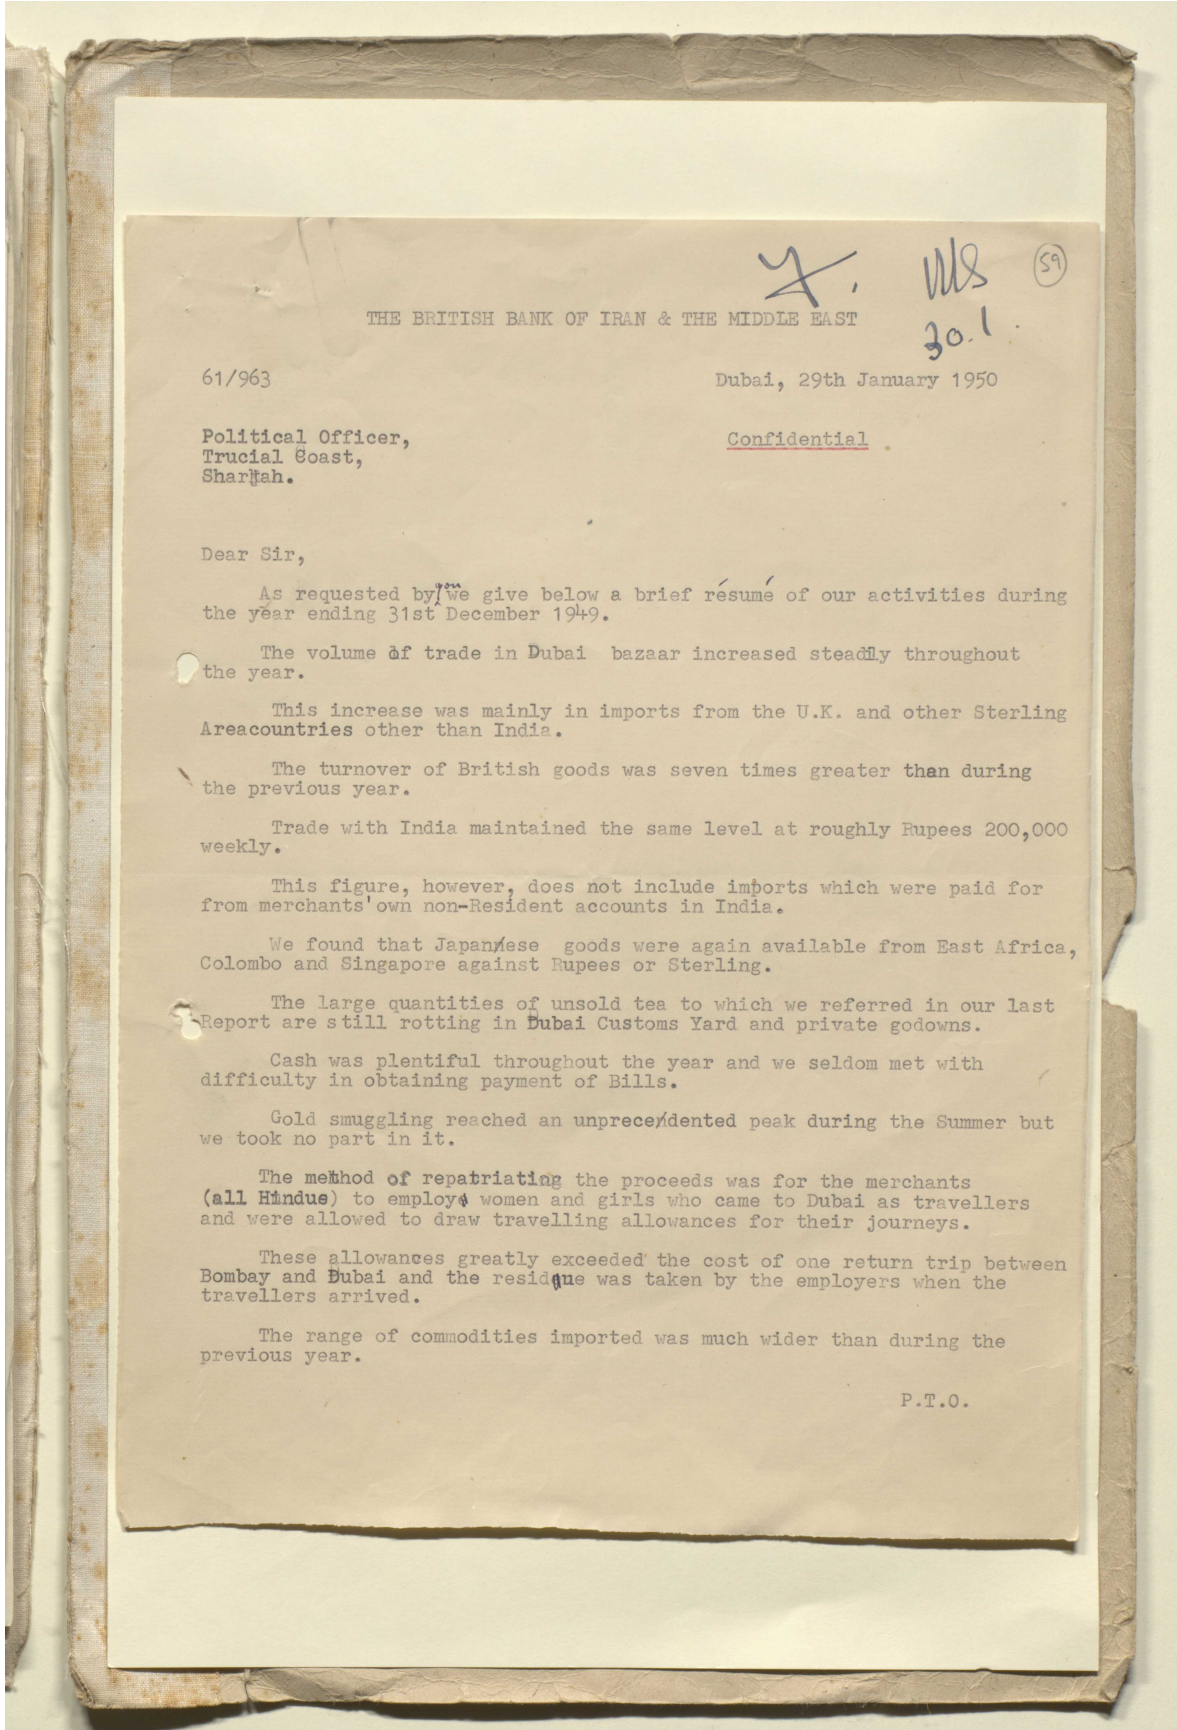 59
THE BRITISH BANK OF IRAN & THE MIDDLE EAST
30.1
61/963
Dubai, 29th January 1950
Political Officer,
Confidential
Trucial Coast,
Sharjah.
Dear Sir,
As requested by you we give below a brief résumé of our activities during
the year ending 31st December 1949.
The volume of trade in Dubai bazaar increased steadily throughout
the year.
This increase was mainly in imports from the U.K. and other Sterling
Areacountries other than India.
The turnover of British goods was seven times greater than during
the previous year.
Trade with India maintained the same level at roughly Rupees 200,000
weekly.
This figure, however, does not include imports which were paid for
from merchants'own non-Resident accounts in India.
We found that Japanese goods were again available from East Africa,
Colombo and Singapore against Rupees or Sterling.
The large quantities of unsold tea to which we referred in our last
Report are still rotting in Dubai Customs Yard and private godowns.
Cash was plentiful throughout the year and we seldom met with
difficulty in obtaining payment of Bills.
Gold smuggling reached an unprecedented peak during the Summer but
we took no part in it.
The method of repatriating the proceeds was for the merchants
(all Hindus) to employ women and girls who came to Dubai as travellers
and were allowed to draw travelling allowances for their journeys.
These allowances greatly exceeded the cost of one return trip between
Bombay and Dubai and the residue was taken by the employers when the
travellers arrived.
The range of commodities imported was much wider than during the
previous year.
P.T.O.